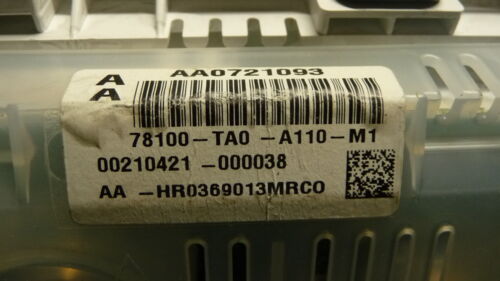 AA0721093
A
A
78100-TA0-A110-M1
00210421-000038
AA -HR0369013MRCO